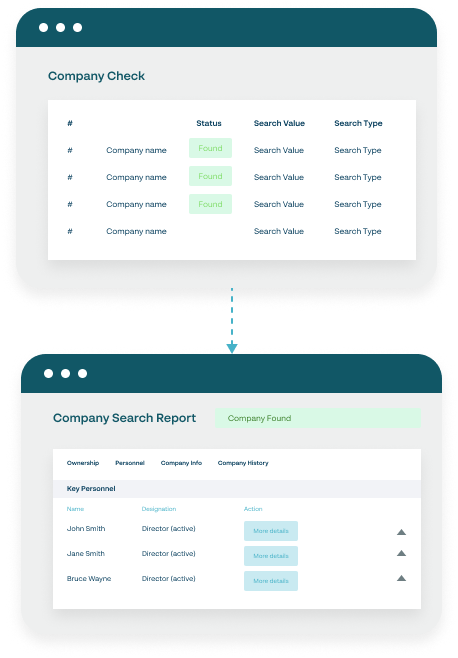 Company Check
# Status Search Value Search Type
# Company name Found Search Value Search Type
# Company name Found Search Value Search Type
# Company name Found Search Value Search Type
# Company name Search Value Search Type
Company Search Report Company Found
Ownership Personnel Company Info Company History
Key Personnel
Name Designation Action
John Smith Director (active) More details
Jane Smith Director (active) More details
Bruce Wayne Director (active) More details